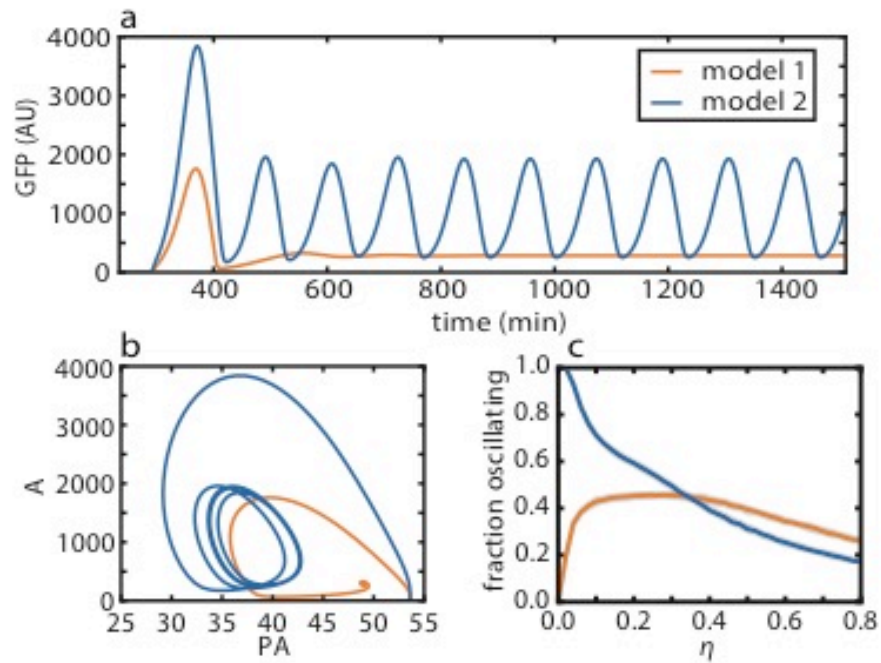 a
4000
3000
2000
1000
0
GFP (AU)
model 1
model 2
400 600 800 1000 1200 1400
time (min)
b
4000
3000
2000
1000
0
A
25 30 35 40 45 50 55
PA
c
1.0
0.8
0.6
0.4
0.2
0.0
fraction oscillating
0.0 0.2 0.4 0.6 0.8
η